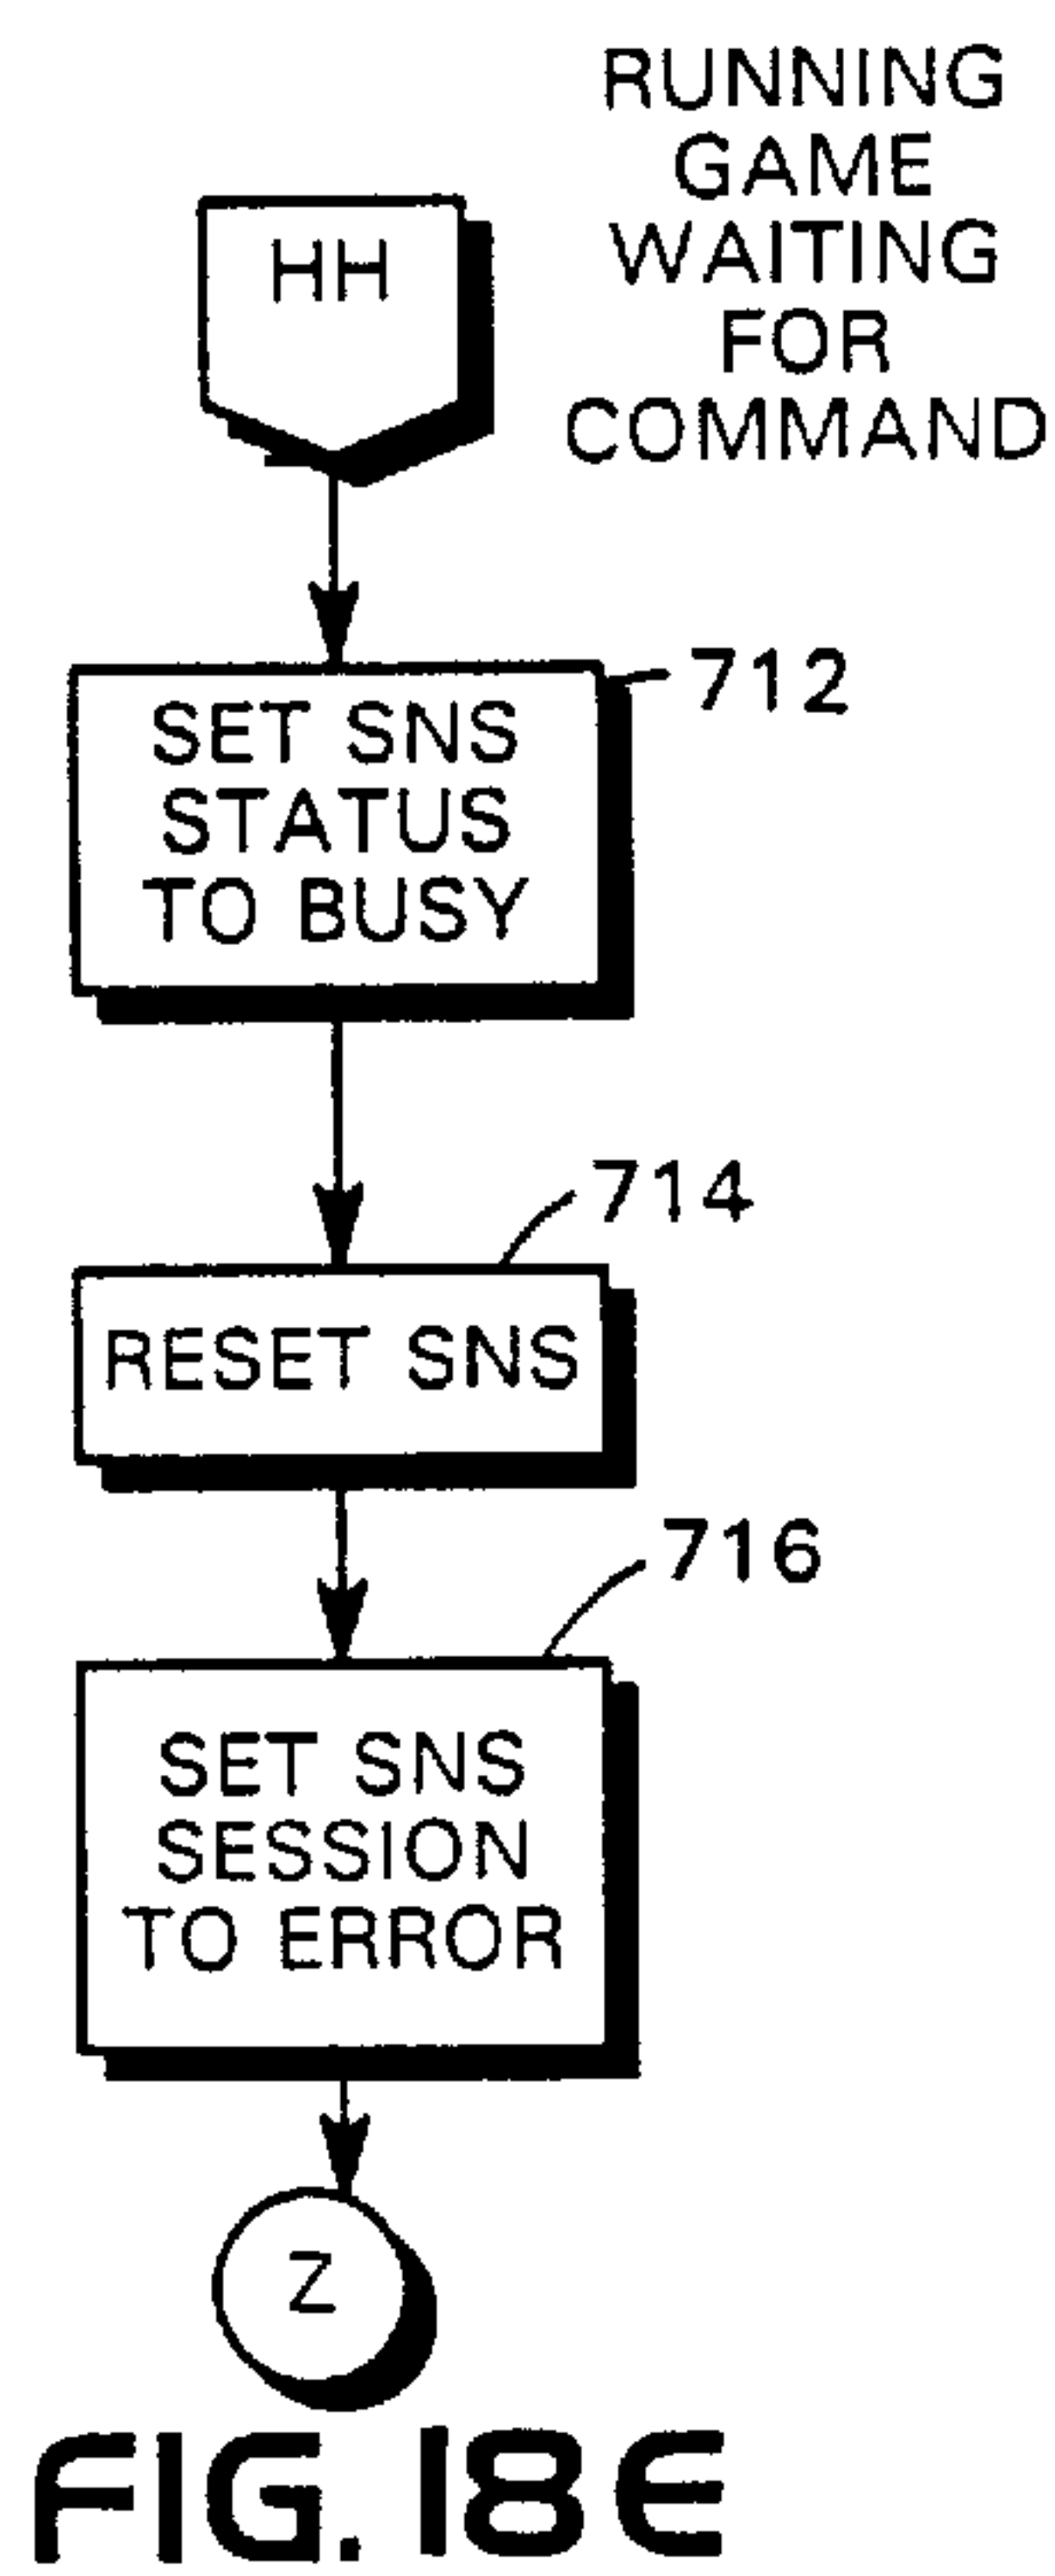 RUNNING
GAME
WAITING
FOR
COMMAND
HH
712
SET SNS
STATUS
TO BUSY
714
RESET SNS
716
SET SNS
SESSION
TO ERROR
Z
FIG. 18E